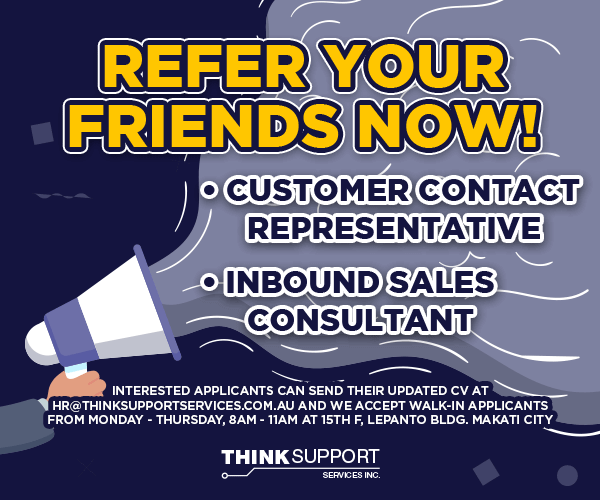 REFER YOUR
FRIENDS NOW!
• CUSTOMER CONTACT
REPRESENTATIVE
• INBOUND SALES
CONSULTANT
INTERESTED APPLICANTS CAN SEND THEIR UPDATED CV AT
HR@THINKSUPPORTSERVICES.COM.AU AND WE ACCEPT WALK-IN APPLICANTS
FROM MONDAY - THURSDAY, 8AM - 11AM AT 15TH F, LEPANTO BLDG. MAKATI CITY
THINK SUPPORT
SERVICES INC.